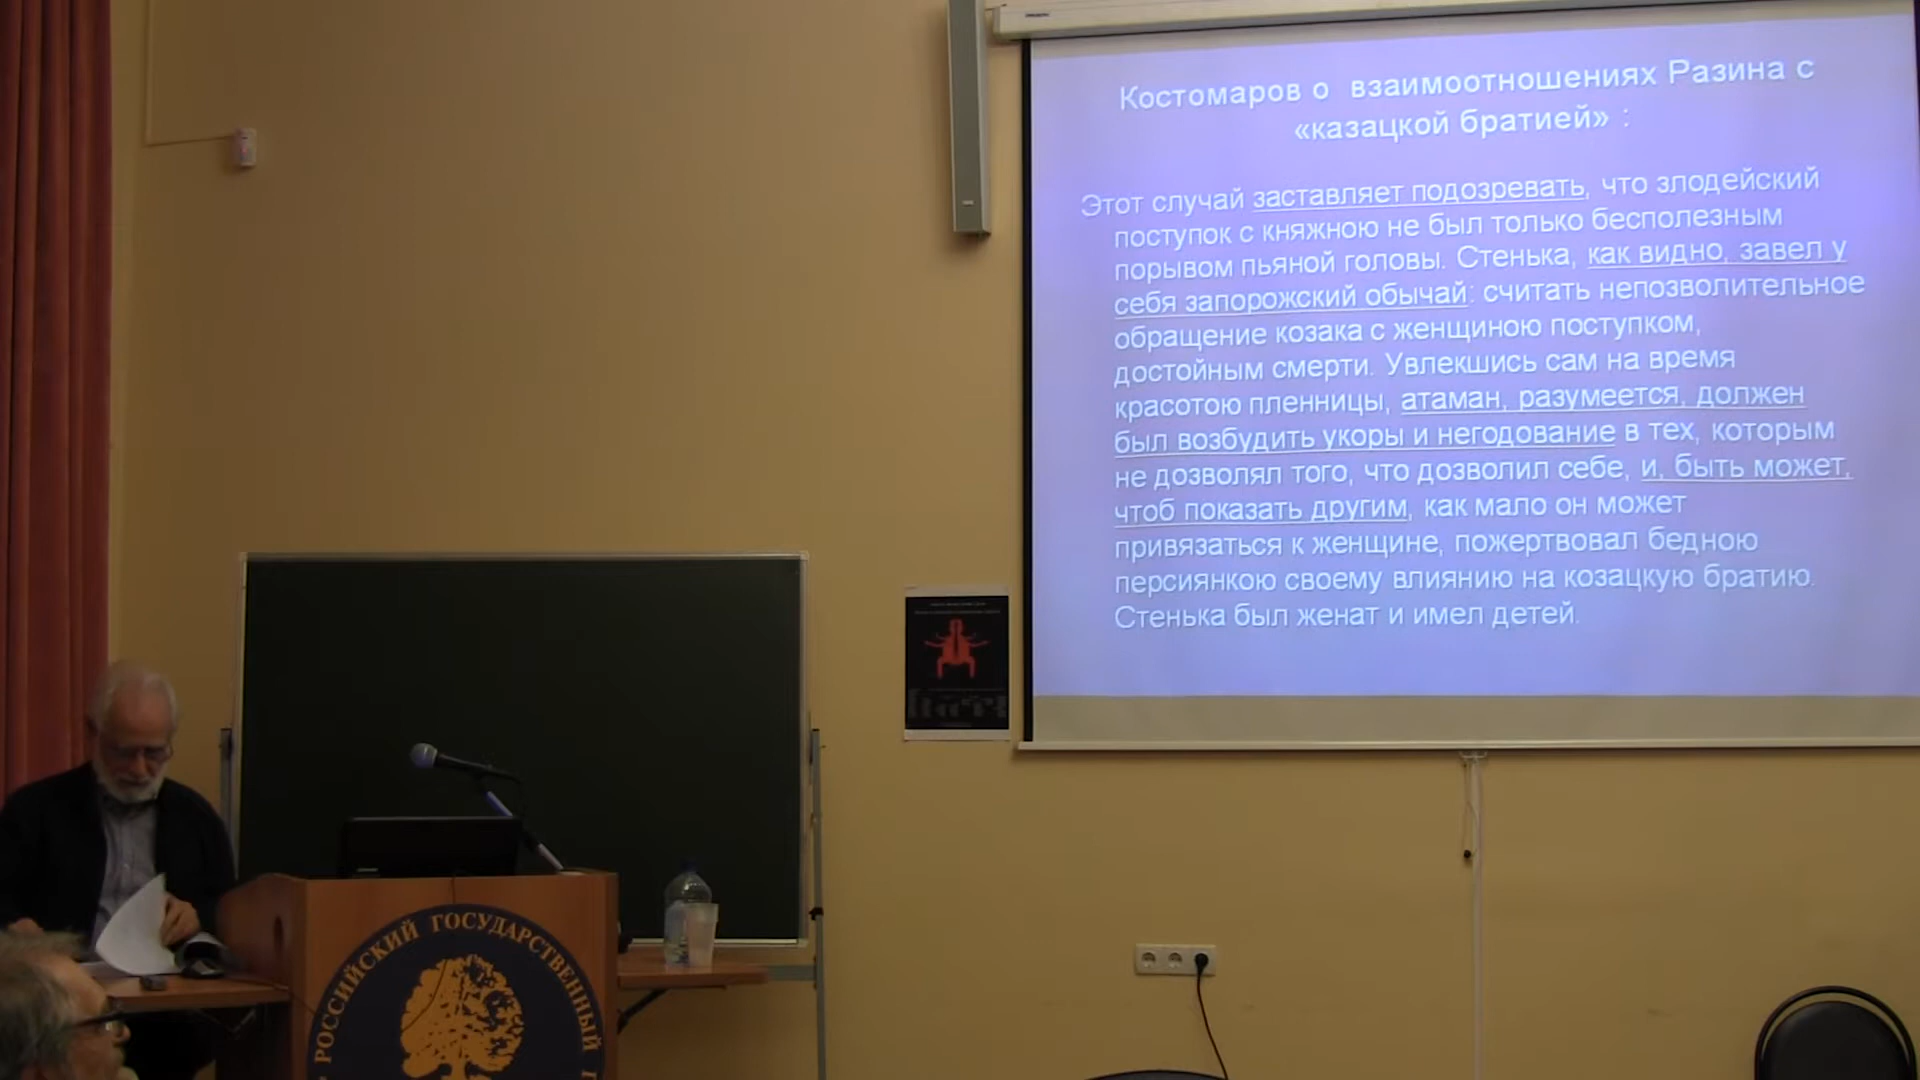 Костомаров о взаимоотношениях Разина с
«казацкой братией» :
Этот случай заставляет подозревать, что злодейский
поступок с княжною не был только бесполезным
порывом пьяной головы. Стенька, как видно, завел у
себя запорожский обычай: считать непозволительное
обращение козака с женщиною поступком,
достойным смерти. Увлекшись сам на время
красотою пленницы, атаман, разумеется, должен
был возбудить укоры и негодование в тех, которым
не дозволял того, что дозволил себе, и, быть может,
чтоб показать другим, как мало он может
привязаться к женщине, пожертвовал бедною
персиянкою своему влиянию на козацкую братию.
Стенька был женат и имел детей.
РОССИЙСКИЙ ГОСУДАРСТВЕННЫЙ Г